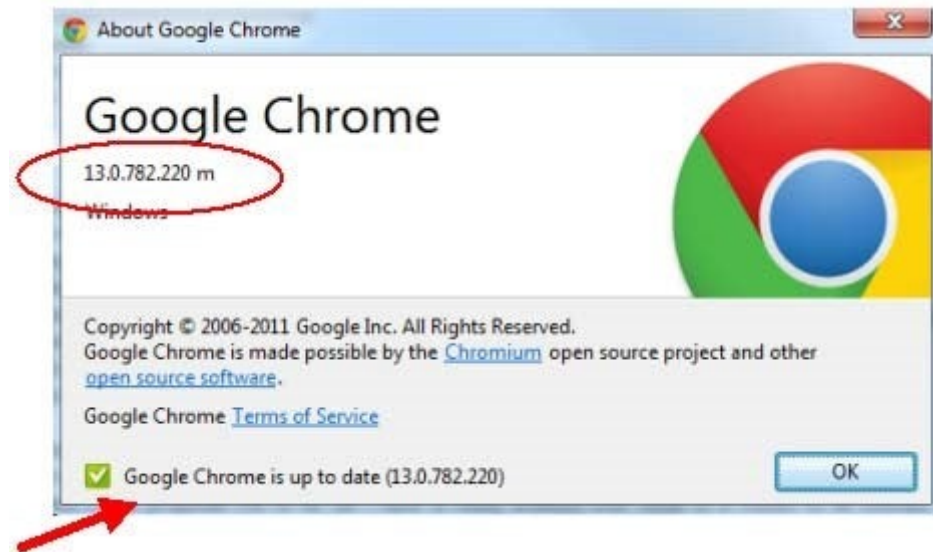 About Google Chrome
Google Chrome
13.0.782.220 m
Windows
Copyright © 2006-2011 Google Inc. All Rights Reserved.
Google Chrome is made possible by the Chromium open source project and other
open source software.
Google Chrome Terms of Service
Google Chrome is up to date (13.0.782.220)
OK